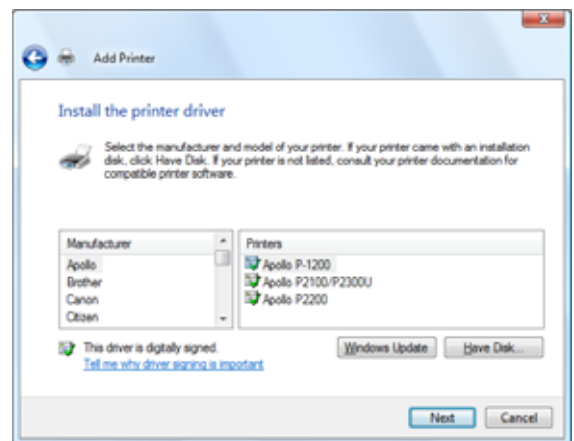 Add Printer
Install the printer driver
Select the manufacturer and model of your printer. If your printer came with an installation
disk, click Have Disk. If your printer is not listed, consult your printer documentation for
compatible printer software.
Manufacturer
Apollo
Brother
Canon
Citizen
Printers
Apollo P-1200
Apollo P2100/P2300U
Apollo P2200
This driver is digitally signed.
Tell me why driver signing is important
Windows Update
Have Disk...
Next
Cancel